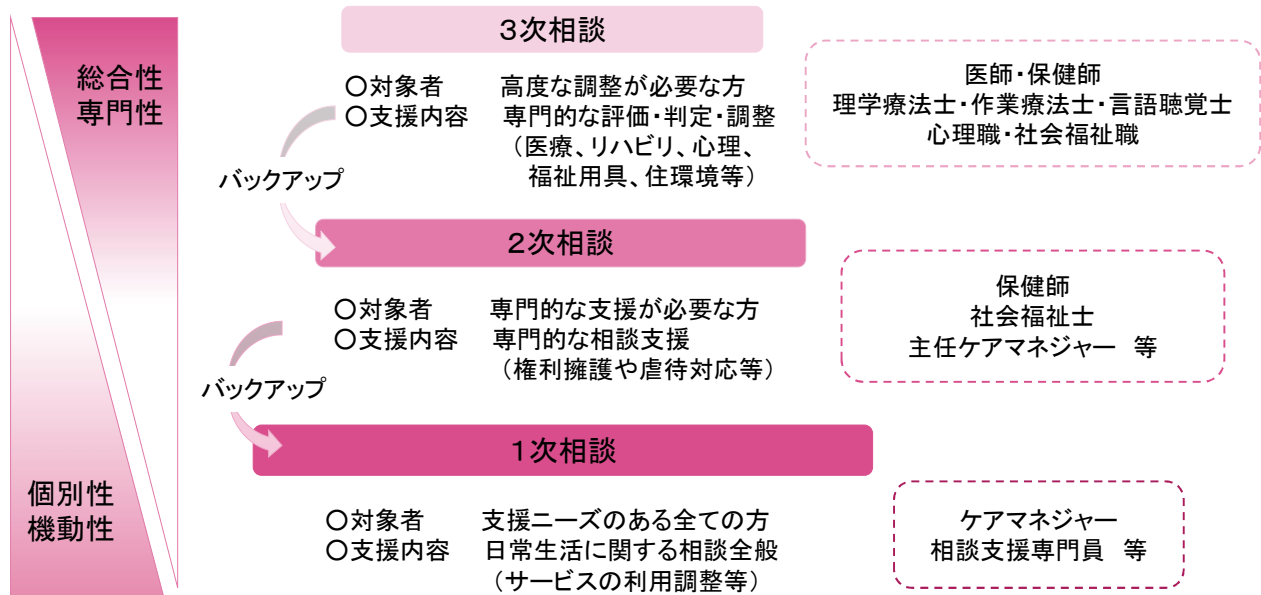 総合性
専門性
3次相談
〇対象者 高度な調整が必要な方
〇支援内容 専門的な評価・判定・調整
(医療、リハビリ、心理、
福祉用具、住環境等)
医師・保健師
理学療法士・作業療法士・言語聴覚士
心理職・社会福祉職
バックアップ
2次相談
〇対象者 専門的な支援が必要な方
〇支援内容 専門的な相談支援
(権利擁護や虐待対応等)
保健師
社会福祉士
主任ケアマネジャー 等
バックアップ
1次相談
個別性
機動性
〇対象者 支援ニーズのある全ての方
〇支援内容 日常生活に関する相談全般
(サービスの利用調整等)
ケアマネジャー
相談支援専門員 等